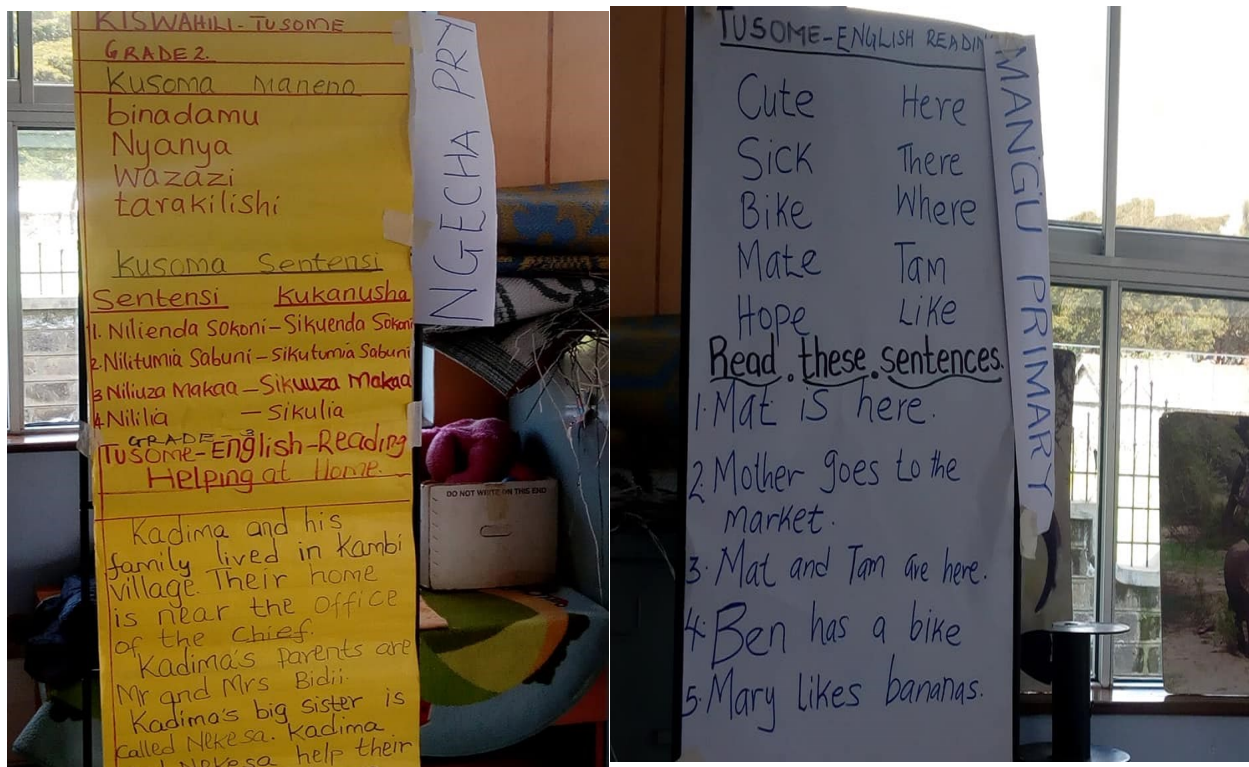 KISWAHILI-TUSOME
GRADE 2.
Kusoma Maneno
binadamu
Nyanya
wazazi
tarakilishi
Kusoma Sentensi
Sentensi Kukanusha
1. Nilienda Sokoni – Sikuenda Sokoni
2. Nilitumia Sabuni – Sikutumia Sabuni
3 Niliuza Makaa – Sikuuza Makaa
4 Nililia – Sikulia
GRADE 3
TUSOME-English-Reading
Helping at Home.
Kadima and his
family lived in Kambi
village. Their home
is near the office
of the chief.
Kadima's parents are
Mr and Mrs Bidii.
Kadima's big sister is
called Nekesa. Kadima
Nekesa help their
NGECHA PRY
DO NOT WRITE ON THIS END
TUSOME-ENGLISH READIN
Cute Here
Sick There
Bike Where
Mate Tam
Hope Like
Read these sentences.
1. Mat is here.
2. Mother goes to the
market.
3. Mat and Tam are here.
4. Ben has a bike
5. Mary likes bananas.
MANGU PRIMARY